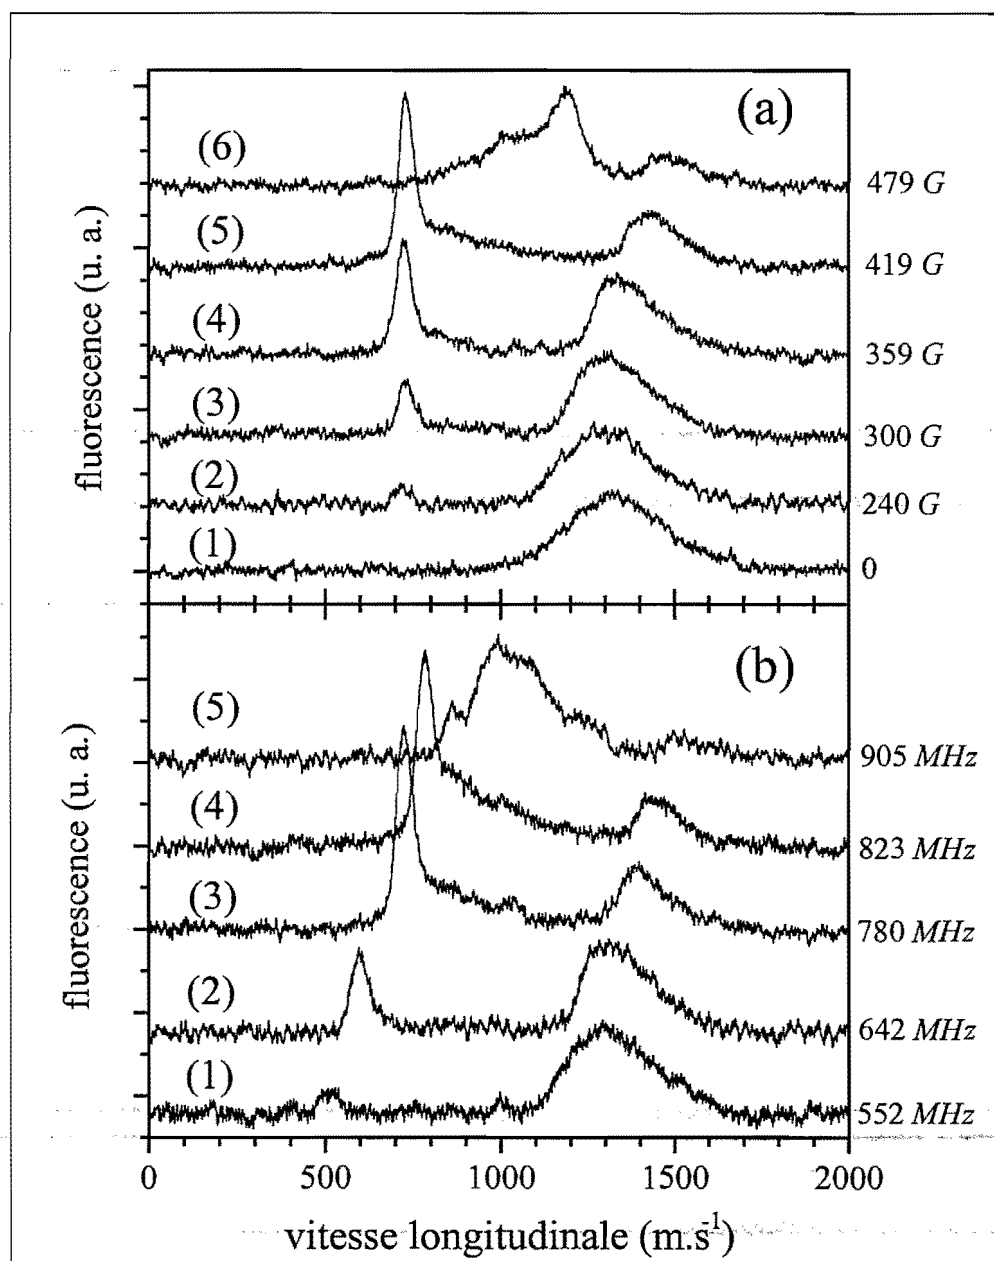 (a)
(6)
479 G
(5)
419 G
(4)
359 G
(3)
300 G
(2)
240 G
(1)
0
fluorescence (u. a.)
(b)
(5)
905 MHz
(4)
823 MHz
(3)
780 MHz
(2)
642 MHz
(1)
552 MHz
fluorescence (u. a.)
0 500 1000 1500 2000
vitesse longitudinale (m.s-1)